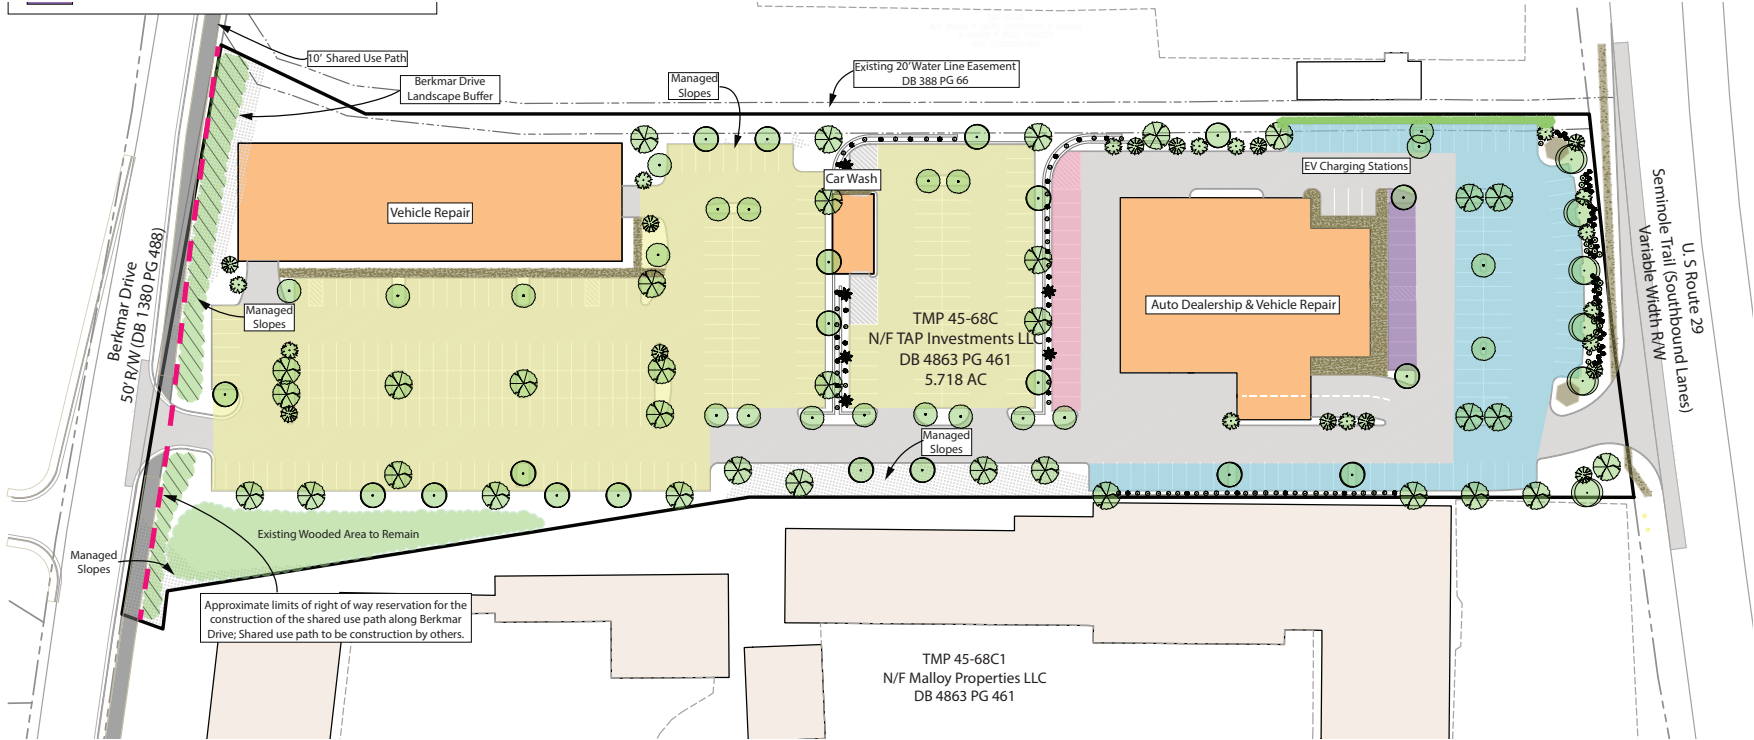 10' Shared Use Path
Berkmar Drive
Landscape Buffer
Managed
Slopes
Existing 20'Water Line Easement
DB 388 PG 66
Vehicle Repair
Car Wash
EV Charging Stations
Auto Dealership & Vehicle Repair
Managed
Slopes
TMP 45-68C
N/F TAP Investments LLC
DB 4863 PG 461
5.718 AC
Managed
Slopes
Berkmar Drive
50' R/W (DB 1380 PG 488)
U.S Route 29
Seminole Trail (Southbound Lanes)
Variable Width R/W
Existing Wooded Area to Remain
Managed
Slopes
Approximate limits of right of way reservation for the
construction of the shared use path along Berkmar
Drive; Shared use path to be construction by others.
TMP 45-68C1
N/F Malloy Properties LLC
DB 4863 PG 461